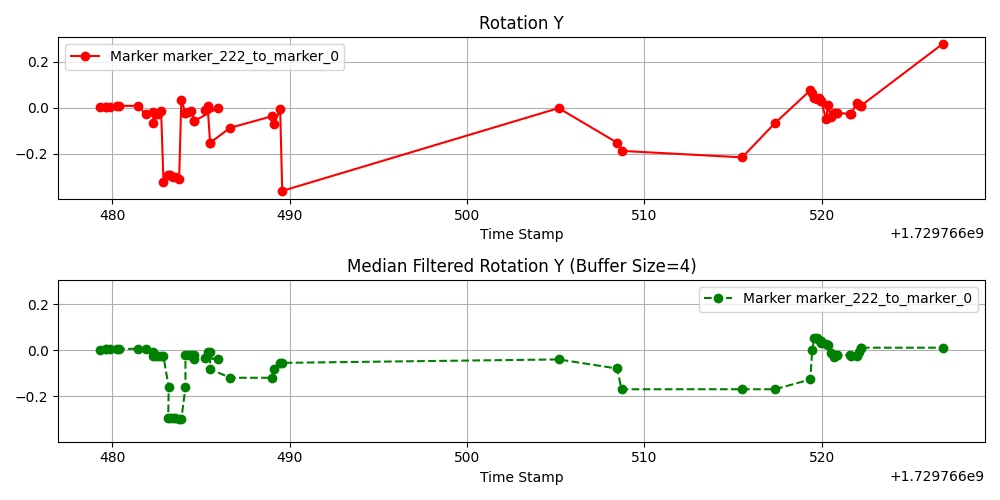 Rotation Y
Marker marker_222_to_marker_0
0.2
0.0
−0.2
480 490 500 510 520
Time Stamp
+1.729766e9
Median Filtered Rotation Y (Buffer Size=4)
Marker marker_222_to_marker_0
0.2
0.0
−0.2
480 490 500 510 520
Time Stamp
+1.729766e9